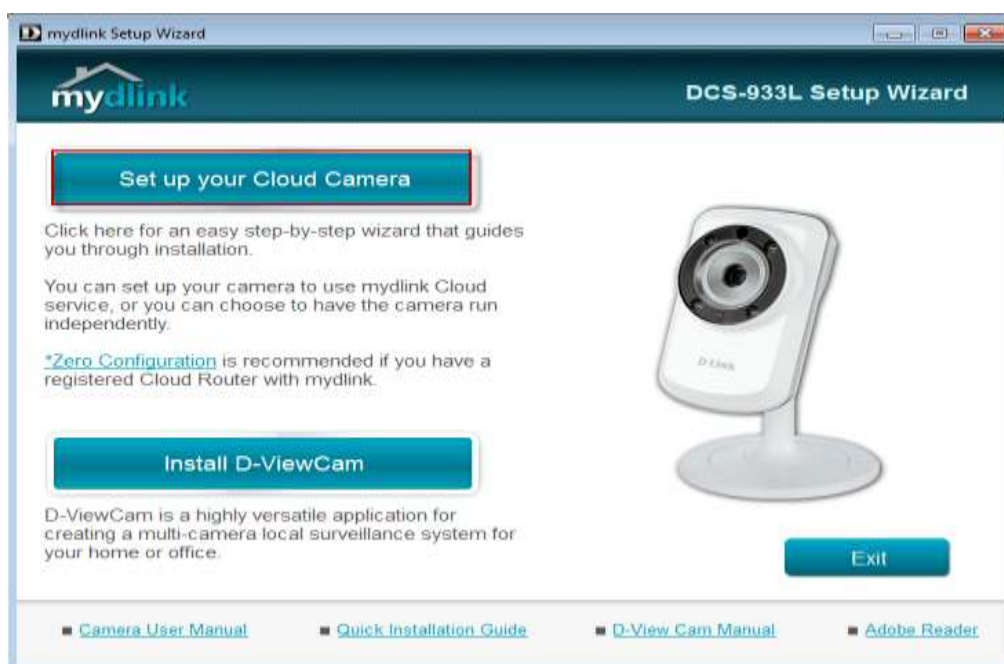 mydlink Setup Wizard
mydlink
DCS-933L Setup Wizard
Set up your Cloud Camera
Click here for an easy step-by-step wizard that guides
you through installation.
You can set up your camera to use mydlink Cloud
service, or you can choose to have the camera run
independently.
*Zero Configuration is recommended if you have a
registered Cloud Router with mydlink.
D-Link
Install D-ViewCam
D-ViewCam is a highly versatile application for
creating a multi-camera local surveillance system for
your home or office.
Exit
Camera User Manual
Quick Installation Guide
D-View Cam Manual
Adobe Reader